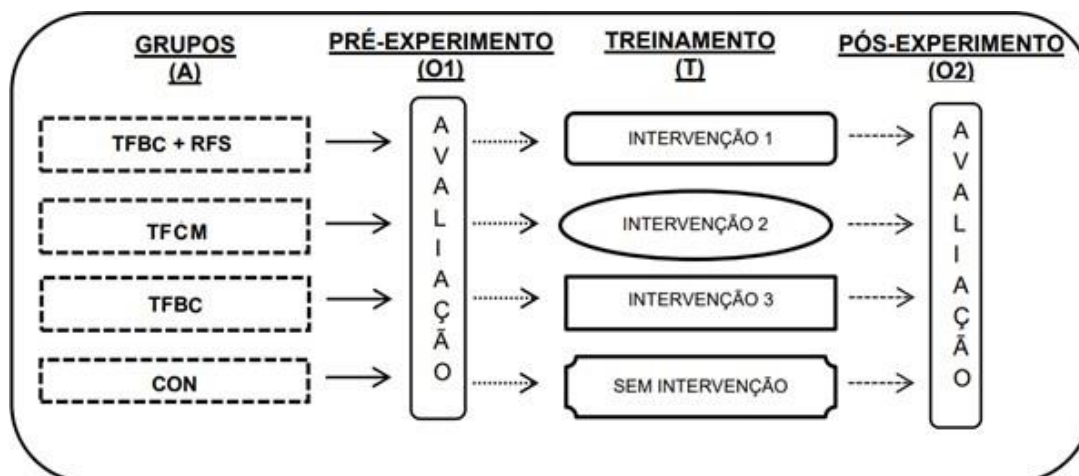 GRUPOS
(A)
PRÉ-EXPERIMENTO
(O1)
TREINAMENTO
(T)
PÓS-EXPERIMENTO
(O2)
TFBC + RFS
TFCM
TFBC
CON
A
V
A
L
I
A
Ç
Ã
O
INTERVENÇÃO 1
INTERVENÇÃO 2
INTERVENÇÃO 3
SEM INTERVENÇÃO
A
V
A
L
I
A
Ç
Ã
O